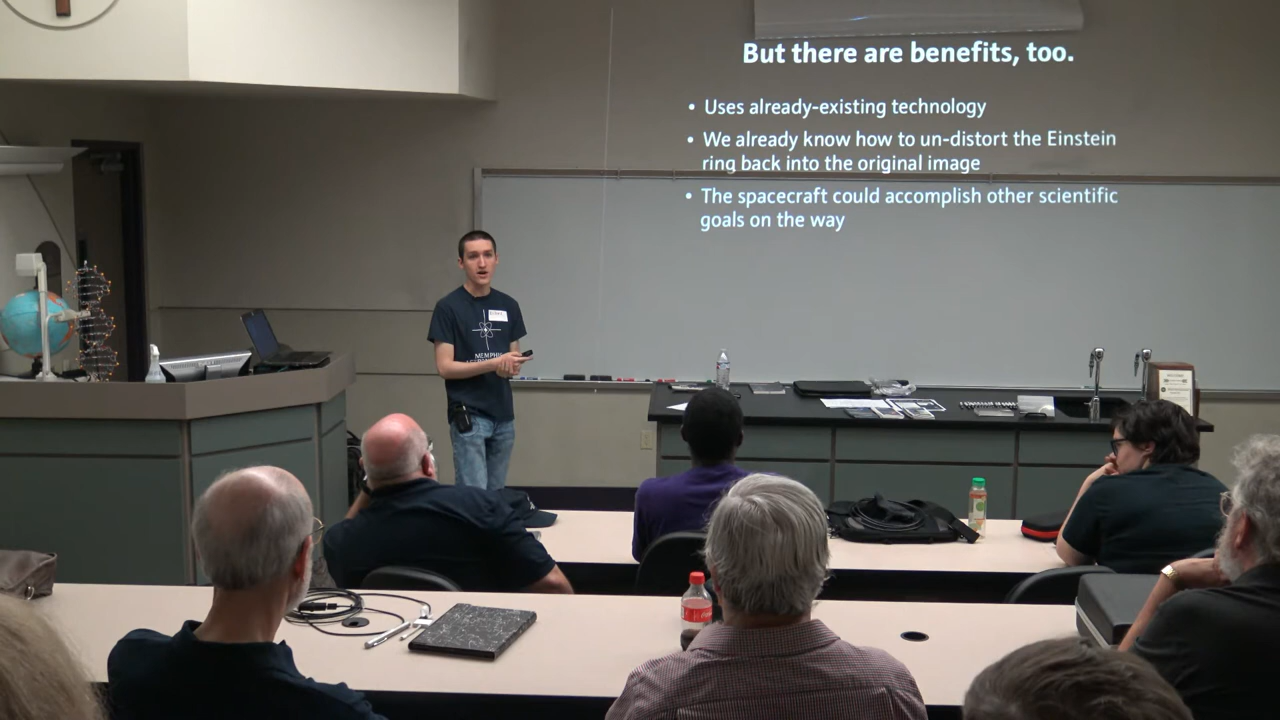 But there are benefits, too.
• Uses already-existing technology
• We already know how to un-distort the Einstein
ring back into the original image
• The spacecraft could accomplish other scientific
goals on the way
MEMPHIS